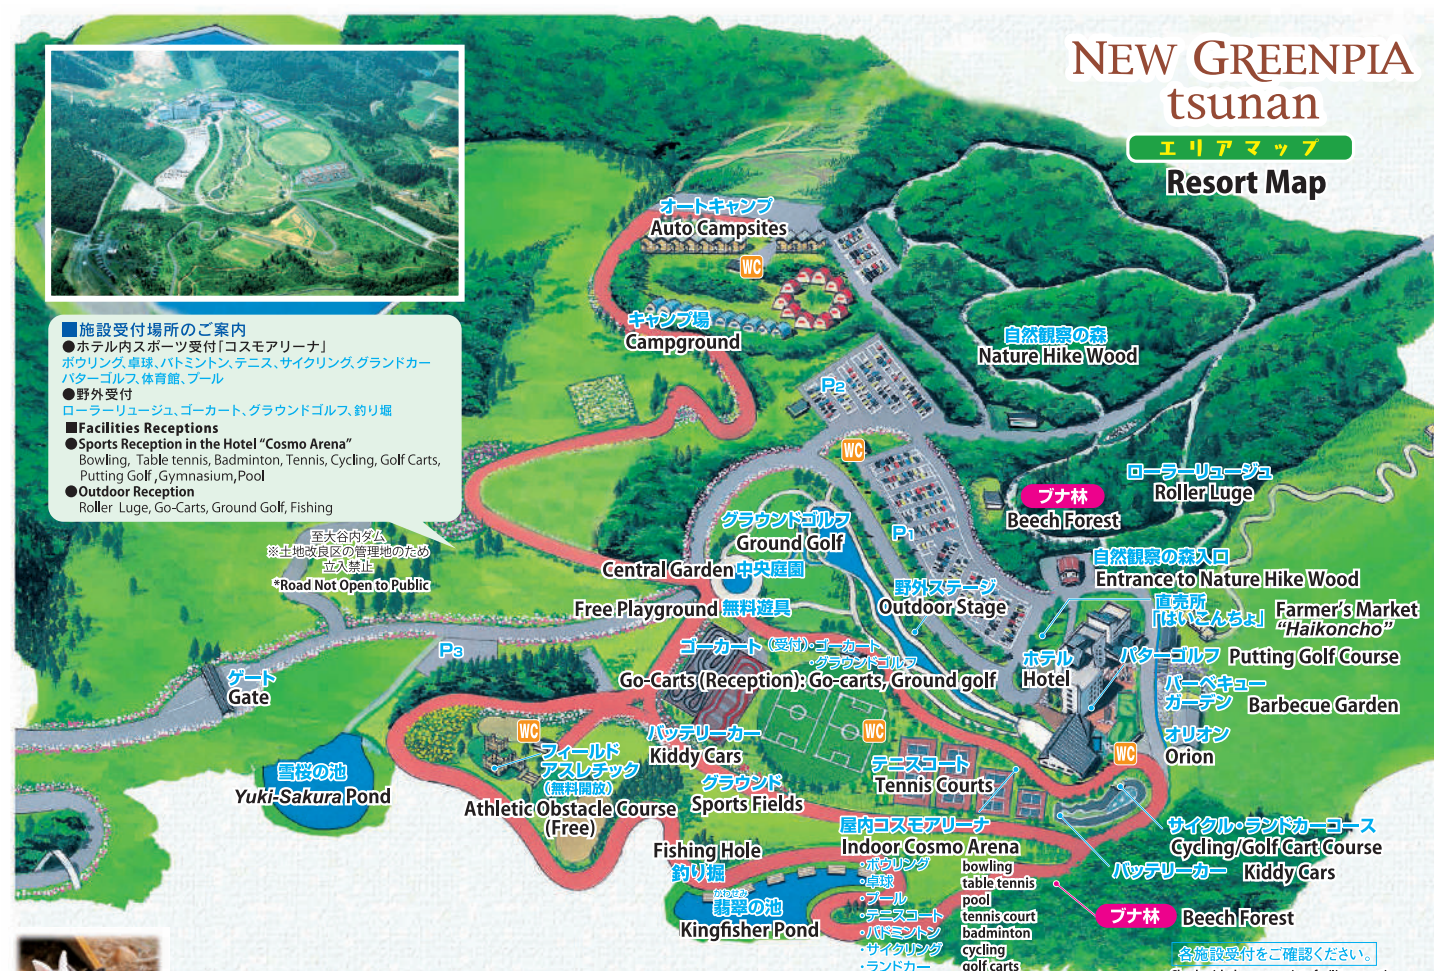 NEW GREENPIA
tsunan
エリアマップ
Resort Map
オートキャンプ
Auto Campsites
WC
キャンプ場
Campground
自然観察の森
Nature Hike Wood
■施設受付場所のご案内
●ホテル内スポーツ受付「コスモアリーナ」
ボウリング、卓球、バトミントン、テニス、サイクリング、グランドカー
パターゴルフ、体育館、プール
●野外受付
ローラーリュージュ、ゴーカート、グラウンドゴルフ、釣り堀
■Facilities Receptions
●Sports Reception in the Hotel “Cosmo Arena”
Bowling, Table tennis, Badminton, Tennis, Cycling, Golf Carts,
Putting Golf ,Gymnasium,Pool
●Outdoor Reception
Roller Luge, Go-Carts, Ground Golf, Fishing
至大谷内ダム
※土地改良区の管理地のため
立入禁止
*Road Not Open to Public
P2
WC
ローラーリュージュ
Roller Luge
ブナ林
Beech Forest
グラウンドゴルフ
Ground Golf
P1
自然観察の森入口
Entrance to Nature Hike Wood
Central Garden 中央庭園
野外ステージ
Outdoor Stage
Free Playground 無料遊具
直売所
「はいこんちょ」
Farmer’s Market
“Haikoncho”
P3
ゴーカート（受付）・ゴーカート
・グラウンドゴルフ
Go-Carts (Reception): Go-carts, Ground golf
ホテル
Hotel
パターゴルフ Putting Golf Course
ゲート
Gate
バーベキュー
ガーデン Barbecue Garden
WC
バッテリーカー
Kiddy Cars
WC
オリオン
Orion
WC
フィールド
アスレチック
（無料開放）
Athletic Obstacle Course
(Free)
雪桜の池
Yuki-Sakura Pond
グラウンド
Sports Fields
テニスコート
Tennis Courts
サイクル・ランドカーコース
Cycling/Golf Cart Course
バッテリーカー Kiddy Cars
Fishing Hole
釣り堀
かわせみ
翡翠の池
Kingfisher Pond
屋内コスモアリーナ
Indoor Cosmo Arena
・ボウリング bowling
・卓球 table tennis
・プール pool
・テニスコート tennis court
・バドミントン badminton
・サイクリング cycling
・ランドカー golf carts
ブナ林 Beech Forest
各施設受付をご確認ください。